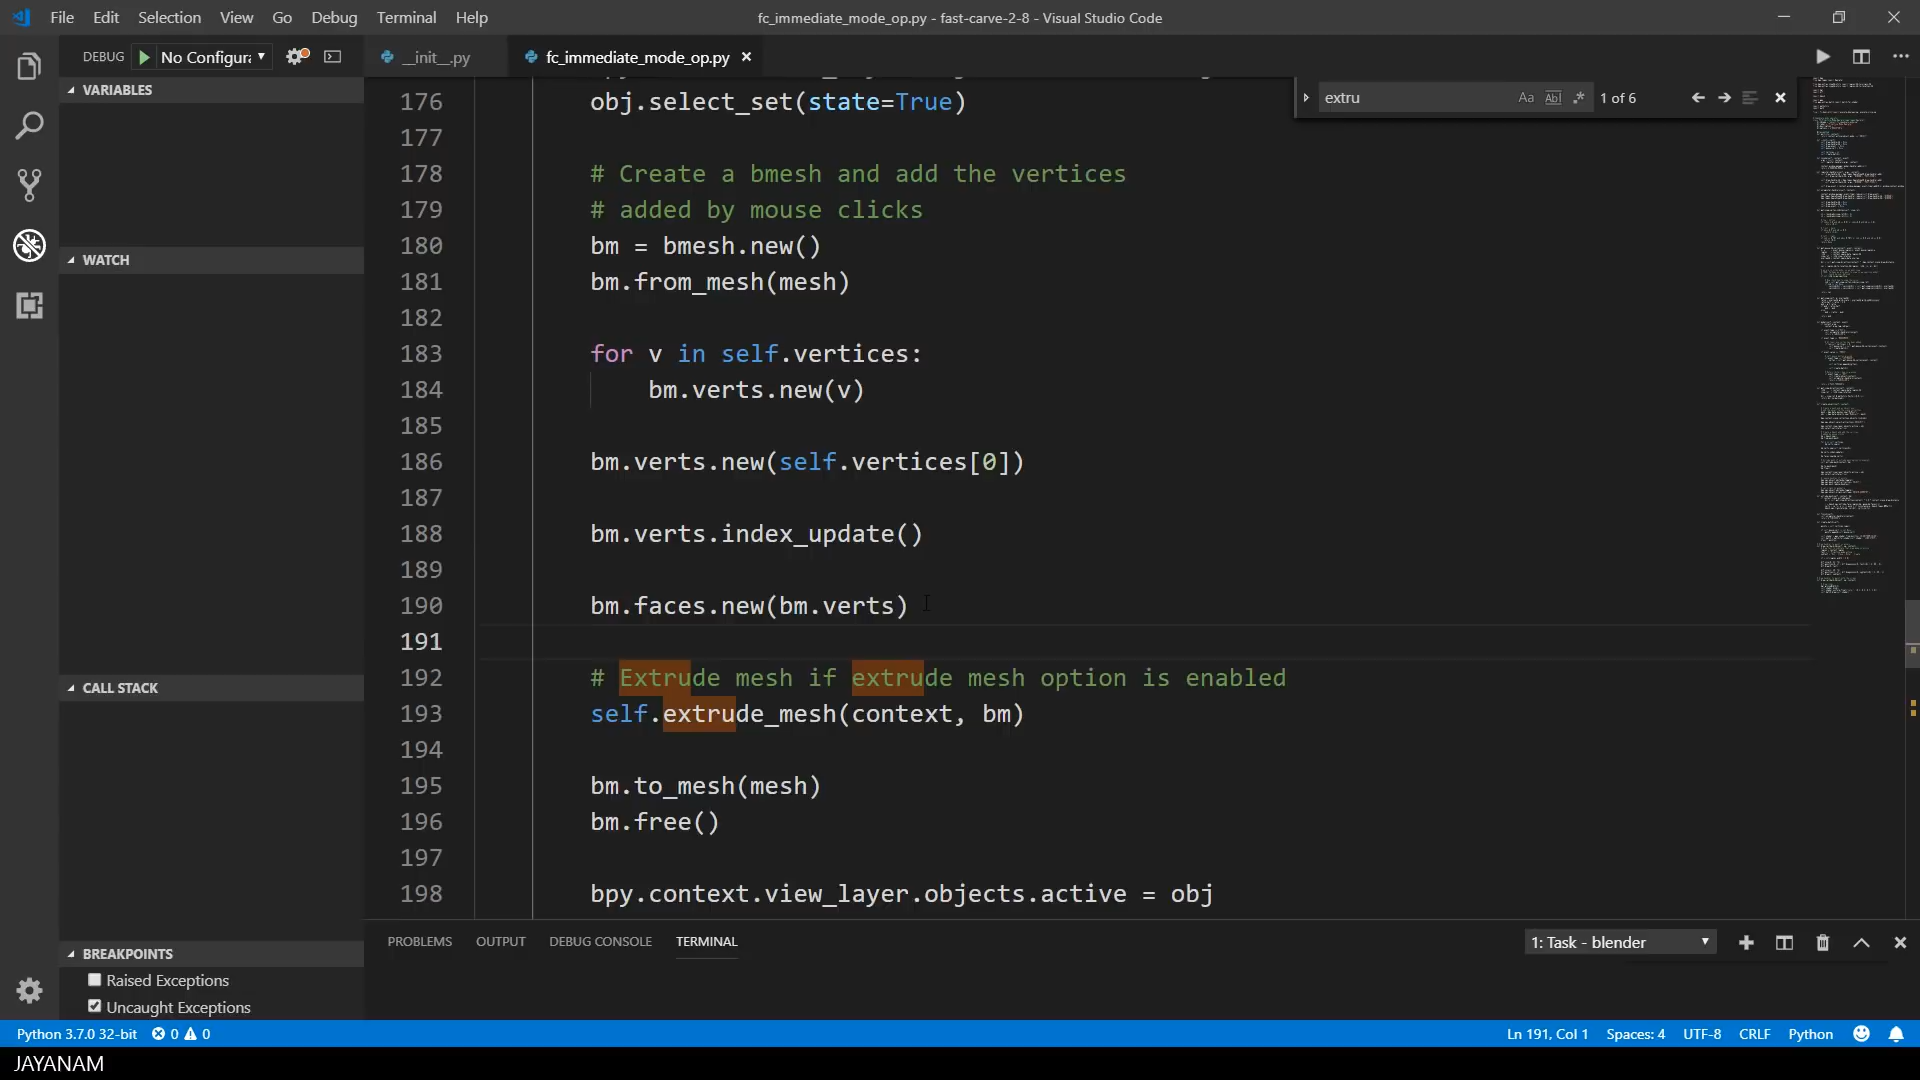 File Edit Selection View Go Debug Terminal Help
fc_immediate_mode_op.py - fast-carve-2-8 - Visual Studio Code
DEBUG No Configura
__init__.py
fc_immediate_mode_op.py
VARIABLES
WATCH
CALL STACK
BREAKPOINTS
Raised Exceptions
Uncaught Exceptions
extru Aa Abl .* 1 of 6
176 obj.select_set(state=True)
177
178 # Create a bmesh and add the vertices
179 # added by mouse clicks
180 bm = bmesh.new()
181 bm.from_mesh(mesh)
182
183 for v in self.vertices:
184 bm.verts.new(v)
185
186 bm.verts.new(self.vertices[0])
187
188 bm.verts.index_update()
189
190 bm.faces.new(bm.verts)
191
192 # Extrude mesh if extrude mesh option is enabled
193 self.extrude_mesh(context, bm)
194
195 bm.to_mesh(mesh)
196 bm.free()
197
198 bpy.context.view_layer.objects.active = obj
PROBLEMS OUTPUT DEBUG CONSOLE TERMINAL
1: Task - blender
Python 3.7.0 32-bit 0 0
Ln 191, Col 1 Spaces: 4 UTF-8 CRLF Python
JAYANAM